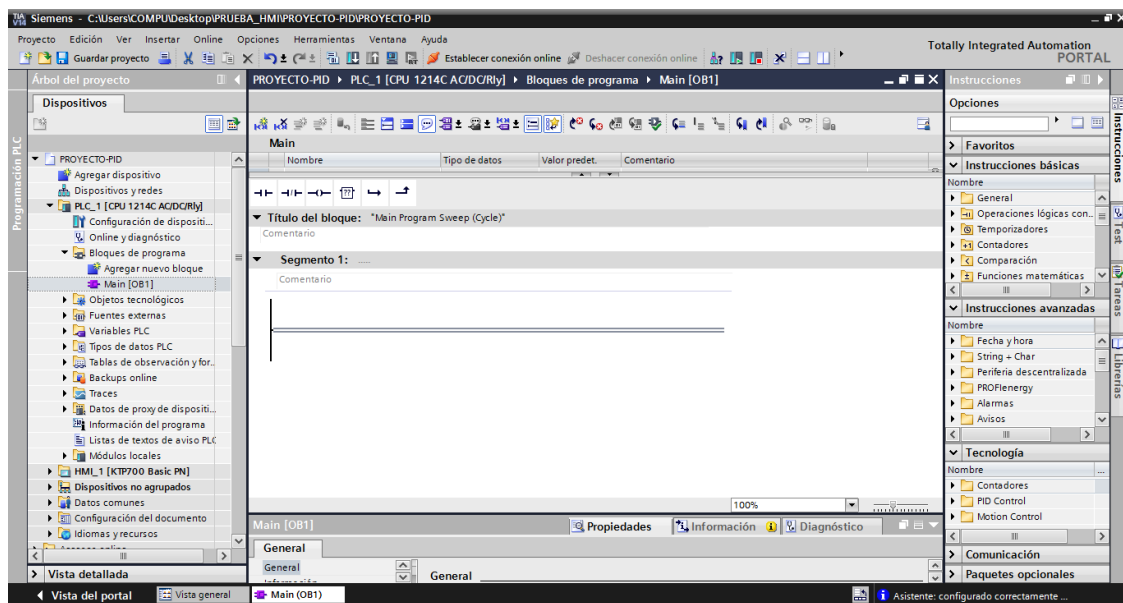 TIA V14 Siemens - C:\Users\COMPU\Desktop\PRUEBA_HMI\PROYECTO-PID\PROYECTO-PID
Proyecto Edición Ver Insertar Online Opciones Herramientas Ventana Ayuda
Totally Integrated Automation
PORTAL
Guardar proyecto Establecer conexión online Deshacer conexión online
Árbol del proyecto
PROYECTO-PID PLC_1 [CPU 1214C AC/DC/Rly] Bloques de programa Main [OB1]
Instrucciones
Dispositivos
Opciones
Programación PLC
PROYECTO-PID
Agregar dispositivo
Dispositivos y redes
PLC_1 [CPU 1214C AC/DC/Rly]
Configuración de dispositi...
Online y diagnóstico
Bloques de programa
Agregar nuevo bloque
Main [OB1]
Objetos tecnológicos
Fuentes externas
Variables PLC
Tipos de datos PLC
Tablas de observación y for..
Backups online
Traces
Datos de proxy de dispositi...
Información del programa
Listas de textos de aviso PLC
Módulos locales
HMI_1 [KTP700 Basic PN]
Dispositivos no agrupados
Datos comunes
Configuración del documento
Idiomas y recursos
Vista detallada
Main
Nombre Tipo de datos Valor predet. Comentario
??
Título del bloque: "Main Program Sweep (Cycle)"
Comentario
Segmento 1: ....
Comentario
100%
Main [OB1]
Propiedades Información Diagnóstico
General
General
General
Favoritos
Instrucciones básicas
Nombre
General
Operaciones lógicas con..
Temporizadores
Contadores
Comparación
Funciones matemáticas
Instrucciones avanzadas
Nombre
Fecha y hora
String + Char
Periferia descentralizada
PROFIenergy
Alarmas
Avisos
Tecnología
Nombre ...
Contadores
PID Control
Motion Control
Comunicación
Paquetes opcionales
Instrucciones
Test
Tareas
Librerías
Vista del portal Vista general Main (OB1) Asistente: configurado correctamente ...